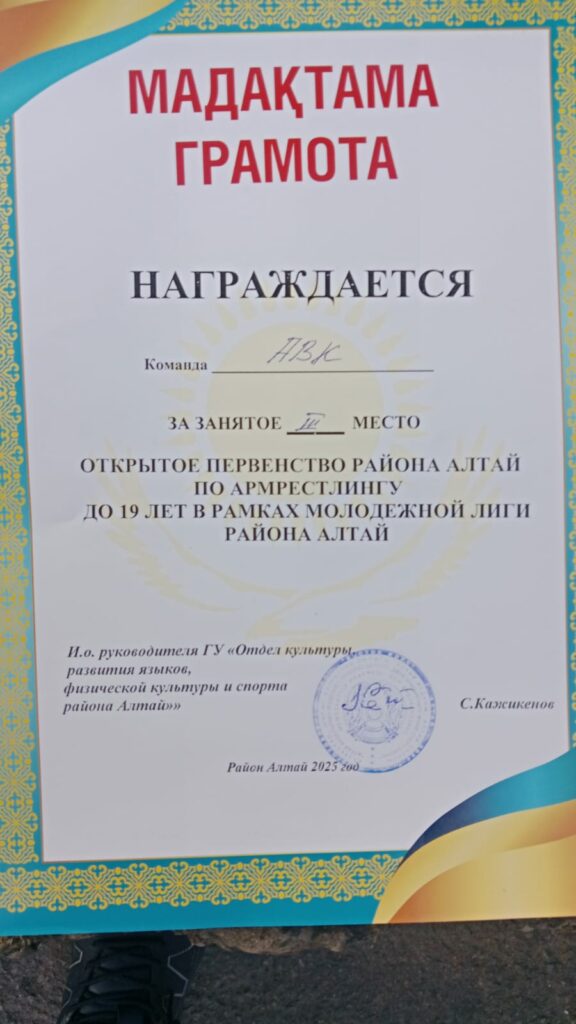 МАДАҚТАМА
ГРАМОТА
НАГРАЖДАЕТСЯ
Команда АВК
ЗА ЗАНЯТОЕ III МЕСТО
ОТКРЫТОЕ ПЕРВЕНСТВО РАЙОНА АЛТАЙ
ПО АРМРЕСТЛИНГУ
ДО 19 ЛЕТ В РАМКАХ МОЛОДЕЖНОЙ ЛИГИ
РАЙОНА АЛТАЙ
И.о. руководителя ГУ «Отдел культуры,
развития языков,
физической культуры и спорта
района Алтай»»
С.Кажикенов
Район Алтай 2025 год